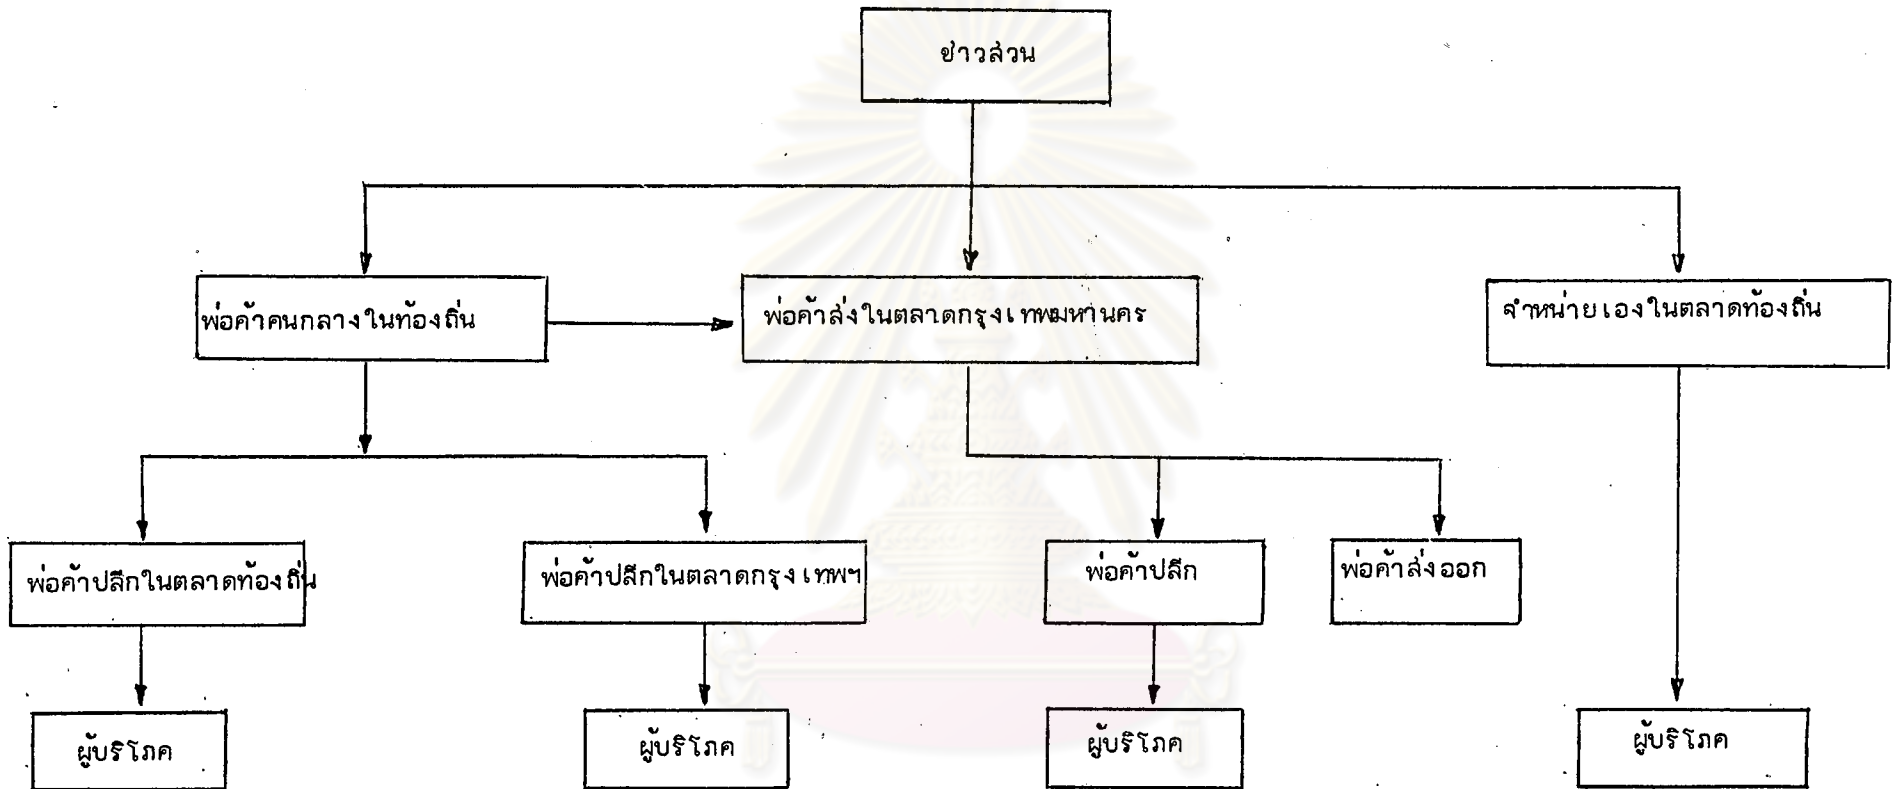 ชาวสวน
พ่อค้าคนกลางในท้องถิ่น
พ่อค้าส่งในตลาดกรุงเทพมหานคร
จำหน่ายเองในตลาดท้องถิ่น
พ่อค้าปลีกในตลาดท้องถิ่น
พ่อค้าปลีกในตลาดกรุงเทพฯ
พ่อค้าปลีก
พ่อค้าส่งออก
ผู้บริโภค
ผู้บริโภค
ผู้บริโภค
ผู้บริโภค